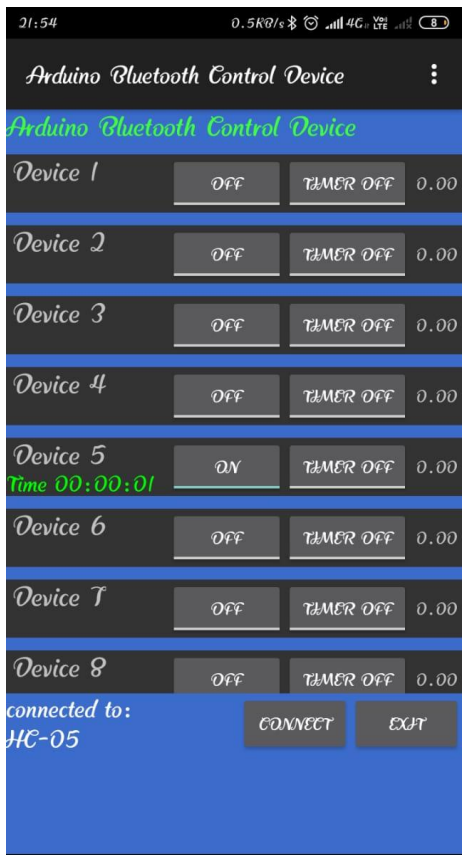 21:54 0.5KB/s 4G Vo) LTE 8
Arduino Bluetooth Control Device
Arduino Bluetooth Control Device
Device 1 OFF TIMER OFF 0.00
Device 2 OFF TIMER OFF 0.00
Device 3 OFF TIMER OFF 0.00
Device 4 OFF TIMER OFF 0.00
Device 5 ON TIMER OFF 0.00
Time 00:00:01
Device 6 OFF TIMER OFF 0.00
Device 7 OFF TIMER OFF 0.00
Device 8 OFF TIMER OFF 0.00
connected to: CONNECT EXIT
HC-05